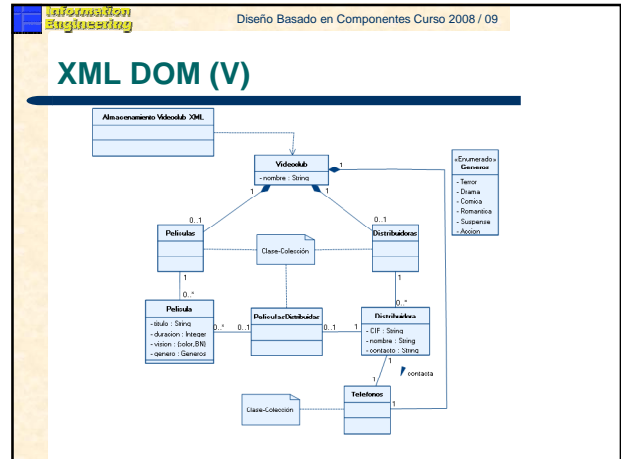 Information
Engineering
Diseño Basado en Componentes Curso 2008 / 09
XML DOM (V)
Almacenamiento Videoclub XML
Videoclub
- nombre : String
1
1
1
«Enumerado»
Generos
- Terror
- Drama
- Comica
- Romantica
- Suspense
- Accion
0..1
0..1
Peliculas
Clase-Colección
Distribuidoras
1
1
0..*
0..*
Pelicula
- titulo : String
- duracion : Integer
- vision : (color,BN)
- genero : Generos
0..*
0..1
PeliculasDistribuidas
0..1
1
Distribuidora
- CIF : String
- nombre : String
- contacto : String
1
contacta
1
Telefonos
1
Clase-Colección